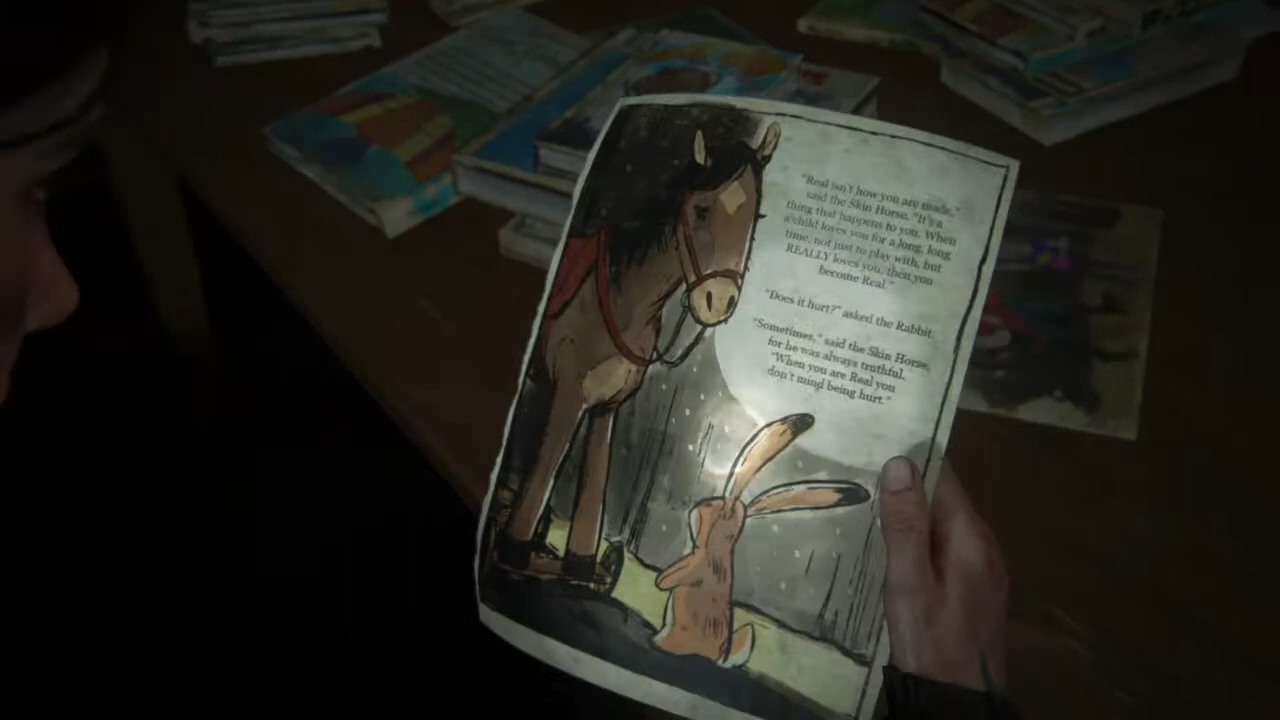 "Real isn't how you are made,"
said the Skin Horse. "It's a
thing that happens to you. When
a child loves you for a long, long
time, not just to play with, but
REALLY loves you, then you
become Real."
"Does it hurt?" asked the Rabbit.
"Sometimes," said the Skin Horse,
for he was always truthful.
"When you are Real you
don't mind being hurt."